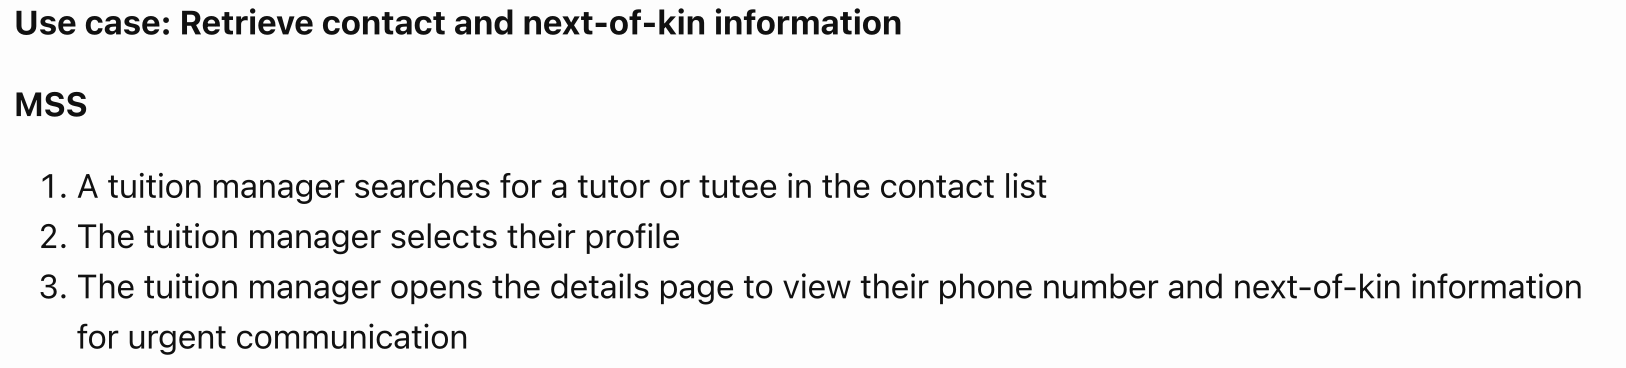 Use case: Retrieve contact and next-of-kin information
MSS
1. A tuition manager searches for a tutor or tutee in the contact list
2. The tuition manager selects their profile
3. The tuition manager opens the details page to view their phone number and next-of-kin information
for urgent communication